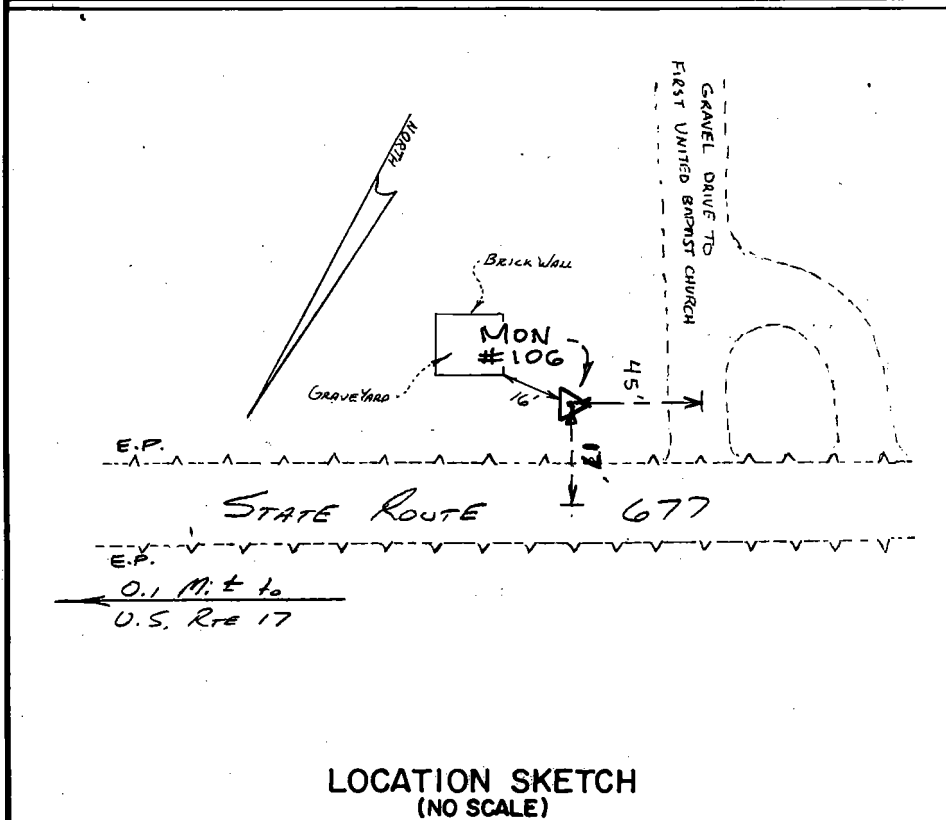 GRAVEL DRIVE TO
FIRST UNITED BAPTIST CHURCH
NORTH
BRICK WALL
MON
#106
GRAVEYARD
16'
45'
E.P.
STATE ROUTE 677
E.P.
0.1 Mi ± to
U.S. RTE 17
LOCATION SKETCH
(NO SCALE)